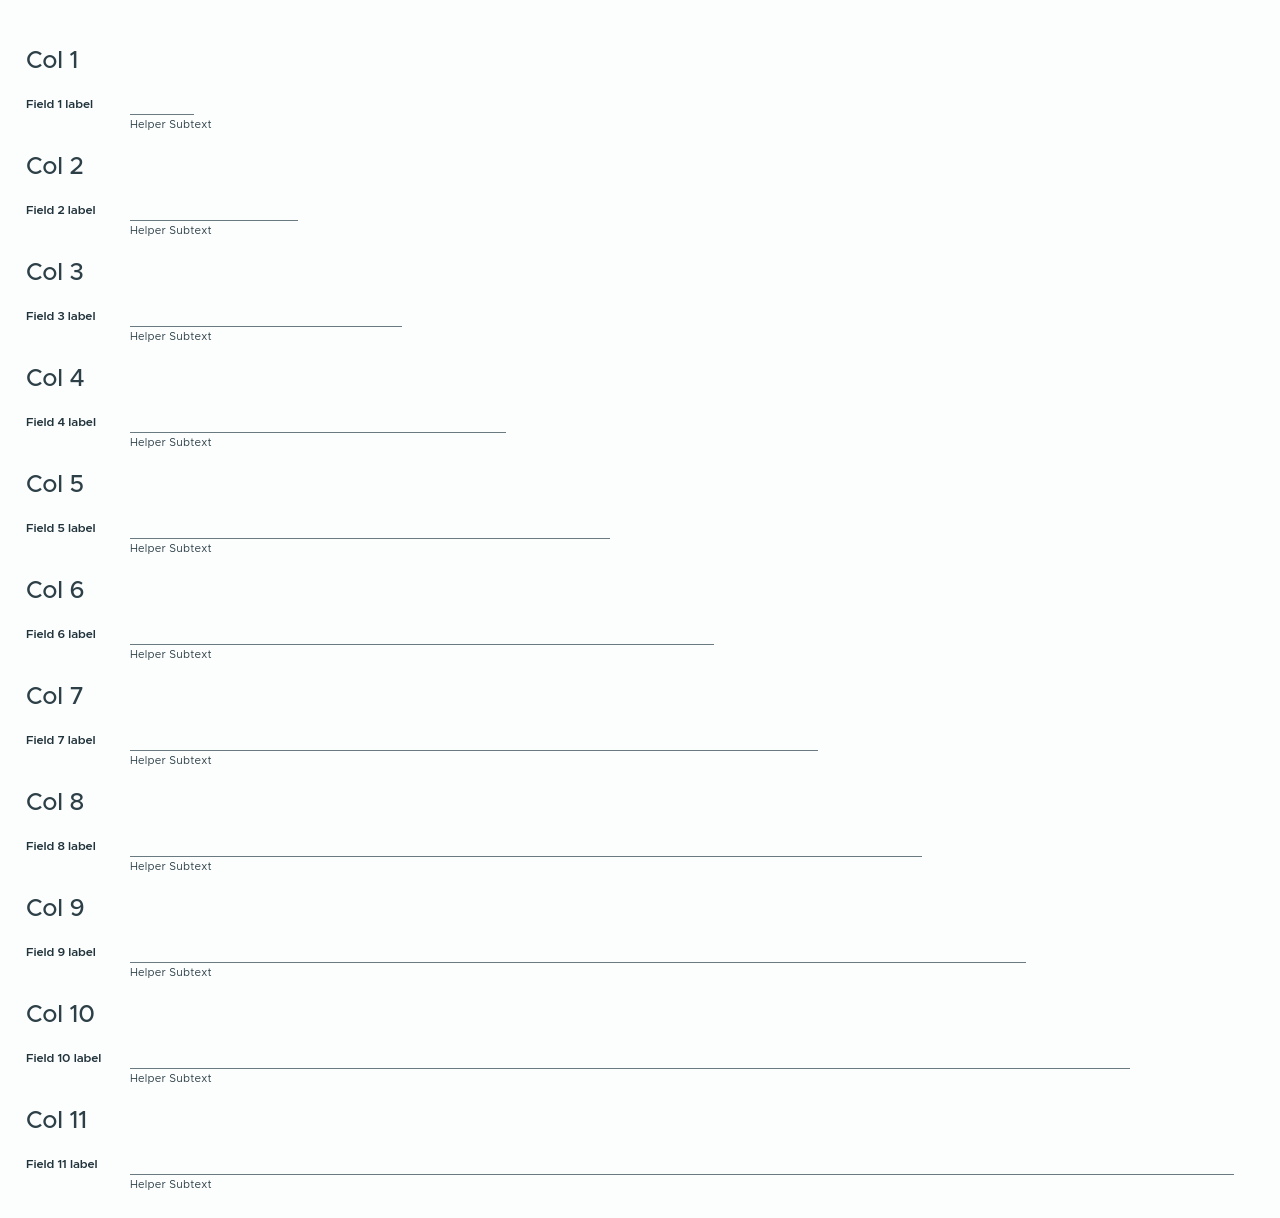 Col 1
Field 1 label
Helper Subtext
Col 2
Field 2 label
Helper Subtext
Col 3
Field 3 label
Helper Subtext
Col 4
Field 4 label
Helper Subtext
Col 5
Field 5 label
Helper Subtext
Col 6
Field 6 label
Helper Subtext
Col 7
Field 7 label
Helper Subtext
Col 8
Field 8 label
Helper Subtext
Col 9
Field 9 label
Helper Subtext
Col 10
Field 10 label
Helper Subtext
Col 11
Field 11 label
Helper Subtext